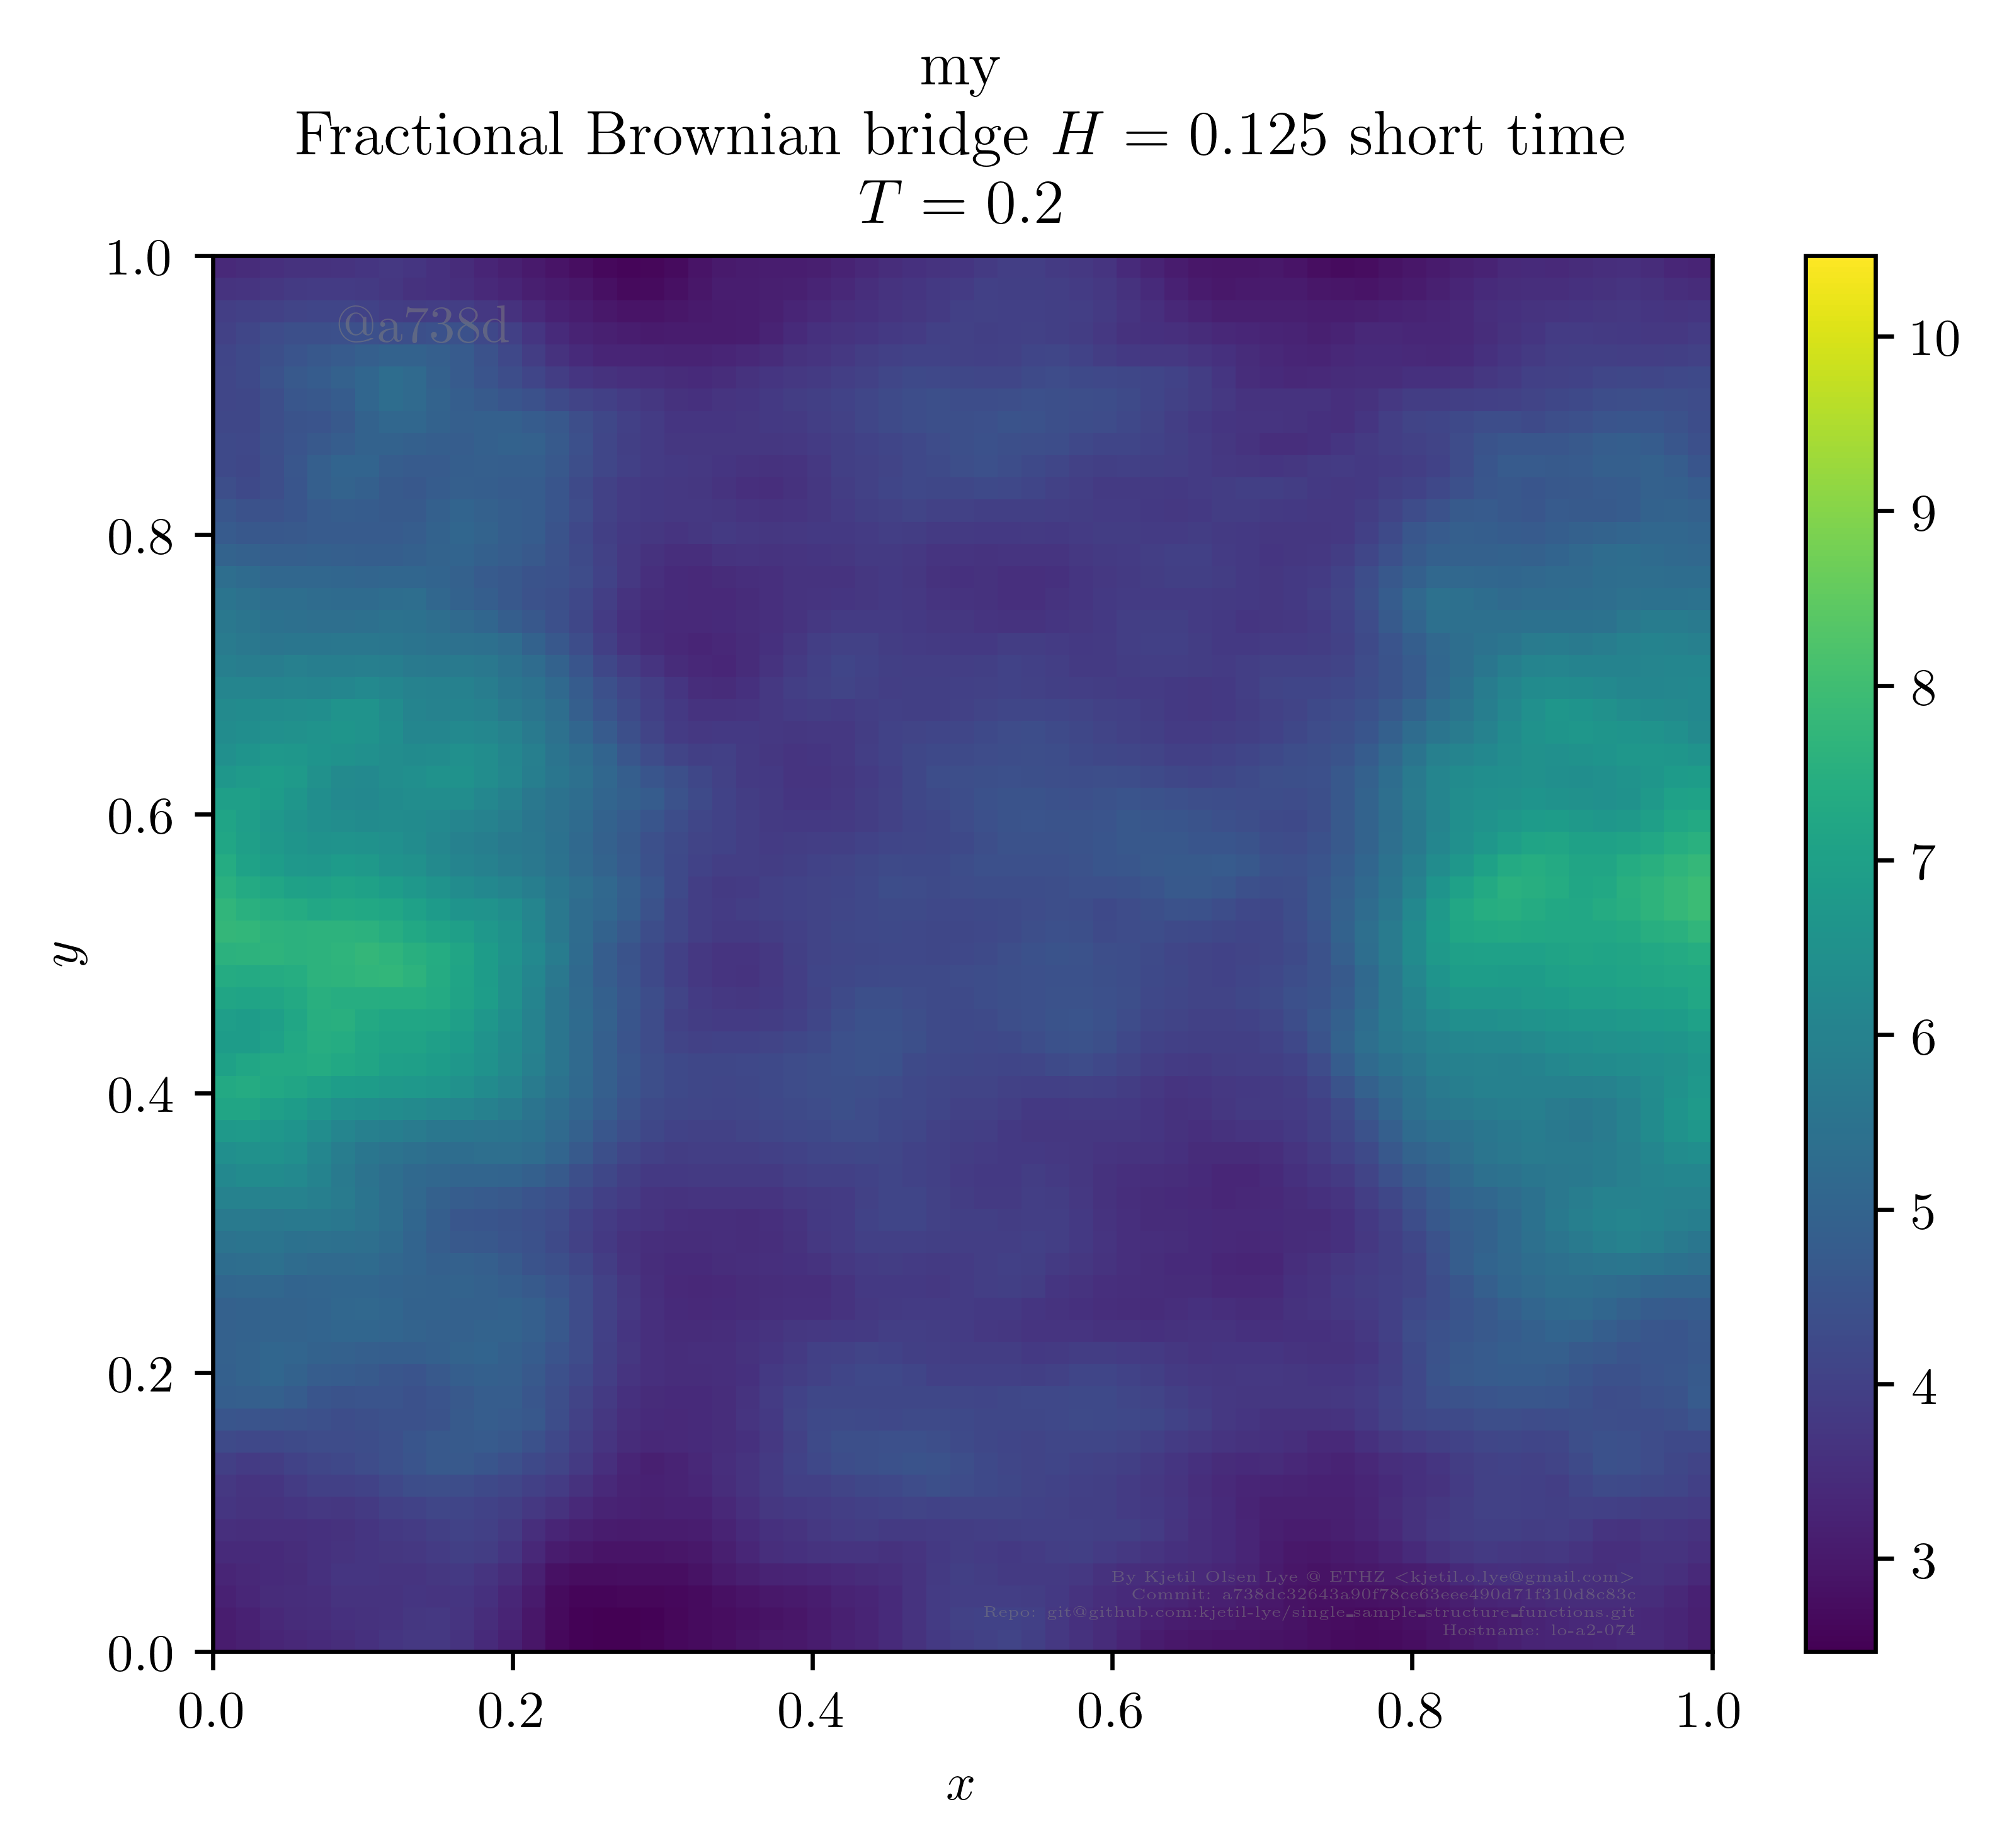 my
Fractional Brownian bridge H = 0.125 short time
T = 0.2
1.0
@a738d
10
9
0.8
8
0.6
7
y
6
0.4
5
0.2
4
3
By Kjetil Olsen Lye @ ETHZ <kjetil.o.lye@gmail.com>
Commit: a738dc32643a90f78ce63eee490d71f310d8c83c
Repo: git@github.com:kjetil-lye/single_sample_structure_functions.git
Hostname: lo-a2-074
0.0
0.0 0.2 0.4 0.6 0.8 1.0
x